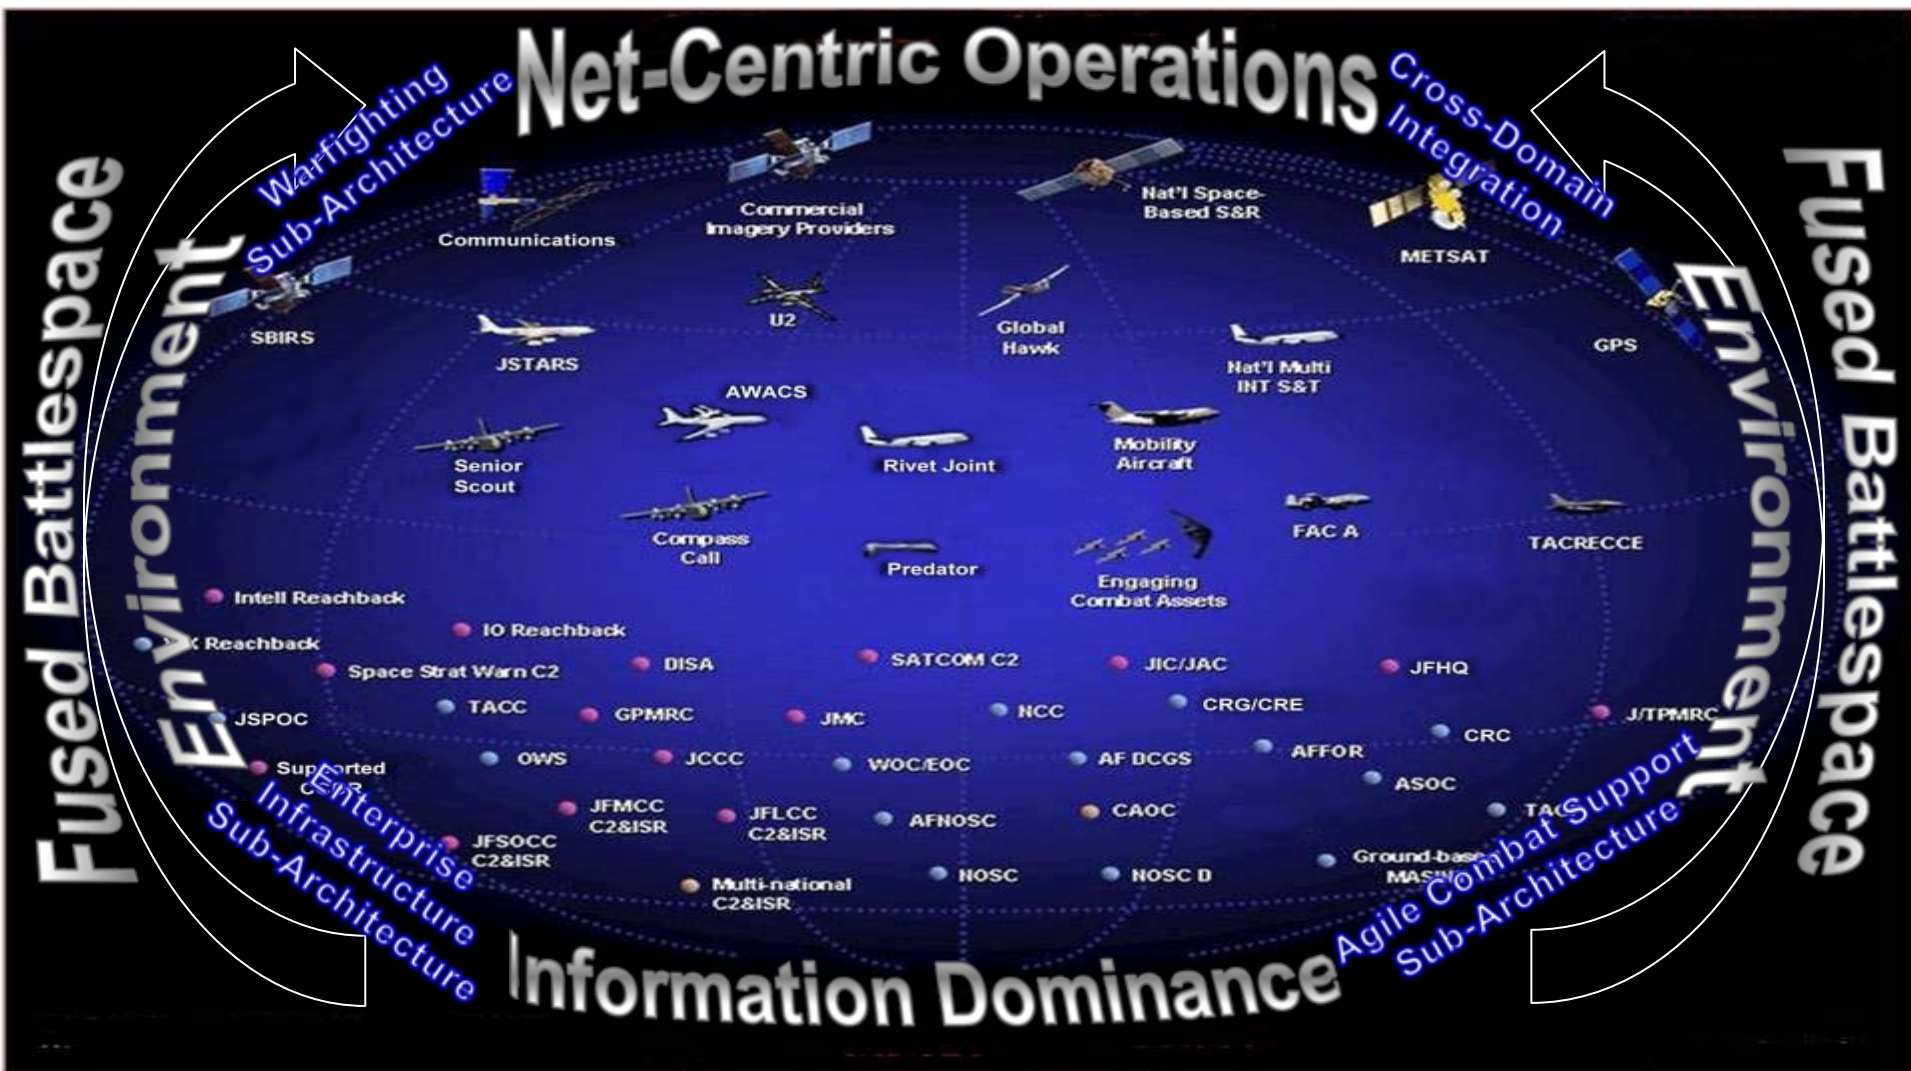 Net-Centric Operations
Warfighting
Sub-Architecture
Cross-Domain
Integration
Fused Battlespace
Environment
Fused Battlespace
Environment
Communications
Commercial
Imagery Providers
Nat'l Space-
Based S&R
METSAT
SBIRS
JSTARS
U2
Global
Hawk
Nat'l Multi
INT S&T
GPS
AWACS
Senior
Scout
Rivet Joint
Mobility
Aircraft
Compass
Call
Predator
Engaging
Combat Assets
FAC A
TACRECCE
Intell Reachback
Reachback
IO Reachback
Space Strat Warn C2
DISA
SATCOM C2
JIC/JAC
JFHQ
JSPOC
TACC
GPMRC
JMC
NCC
CRG/CRE
J/TPMRC
CRC
Supported
OWS
JCCC
WOC/EOC
AF DCGS
AFFOR
ASOC
JFMCC
C2&ISR
JFLCC
C2&ISR
AFNOSC
CAOC
JFSOCC
C2&ISR
Multi-national
C2&ISR
NOSC
NOSC D
Enterprise
Infrastructure
Sub-Architecture
Agile Combat Support
Sub-Architecture
Information Dominance